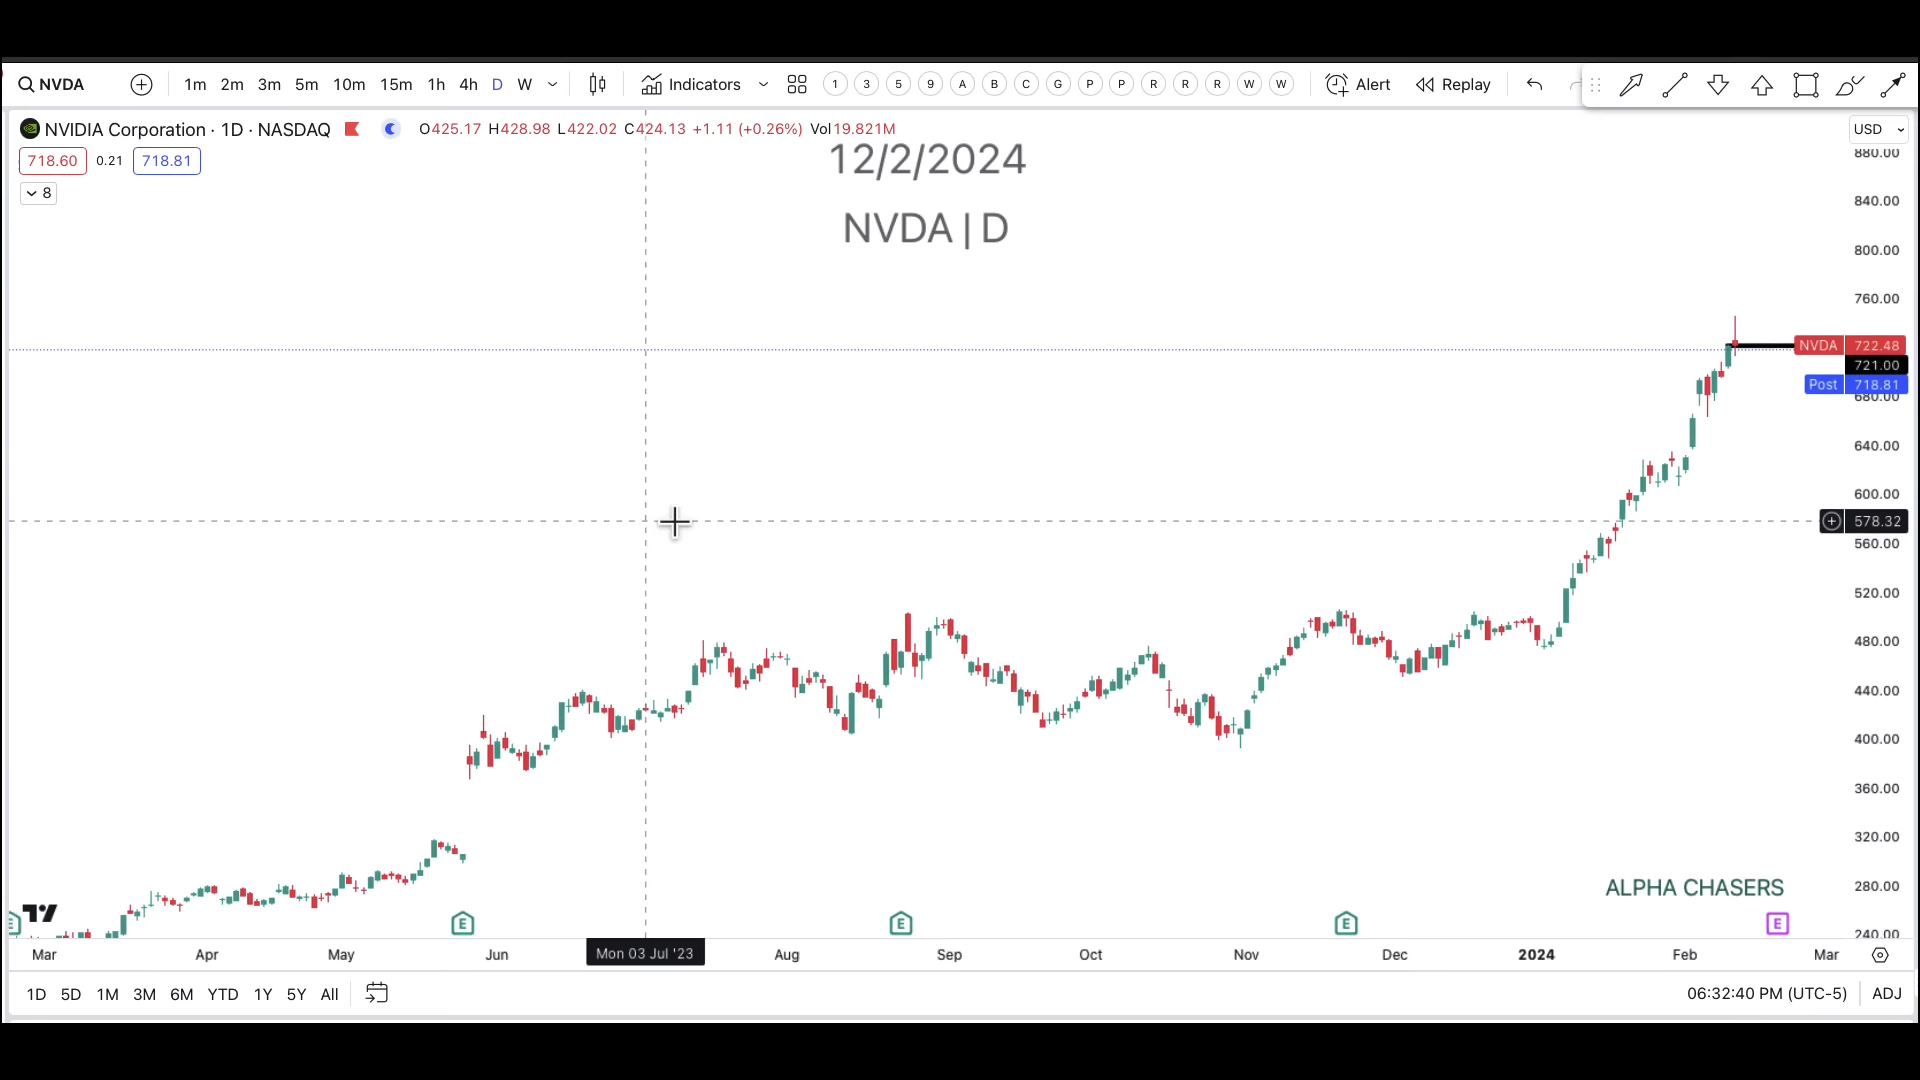 NVDA 1m 2m 3m 5m 10m 15m 1h 4h D W Indicators 1 3 5 9 A B C G P P R R R W W Alert Replay
NVIDIA Corporation · 1D · NASDAQ O425.17 H428.98 L422.02 C424.13 +1.11 (+0.26%) Vol19.821M USD
718.60 0.21 718.81
8
12/2/2024
NVDA | D
880.00
840.00
800.00
760.00
NVDA 722.48
721.00
Post 718.81
680.00
640.00
600.00
578.32
560.00
520.00
480.00
440.00
400.00
360.00
320.00
280.00
240.00
ALPHA CHASERS
E E E E E
Mar Apr May Jun Mon 03 Jul '23 Aug Sep Oct Nov Dec 2024 Feb Mar
1D 5D 1M 3M 6M YTD 1Y 5Y All 06:32:40 PM (UTC-5) ADJ